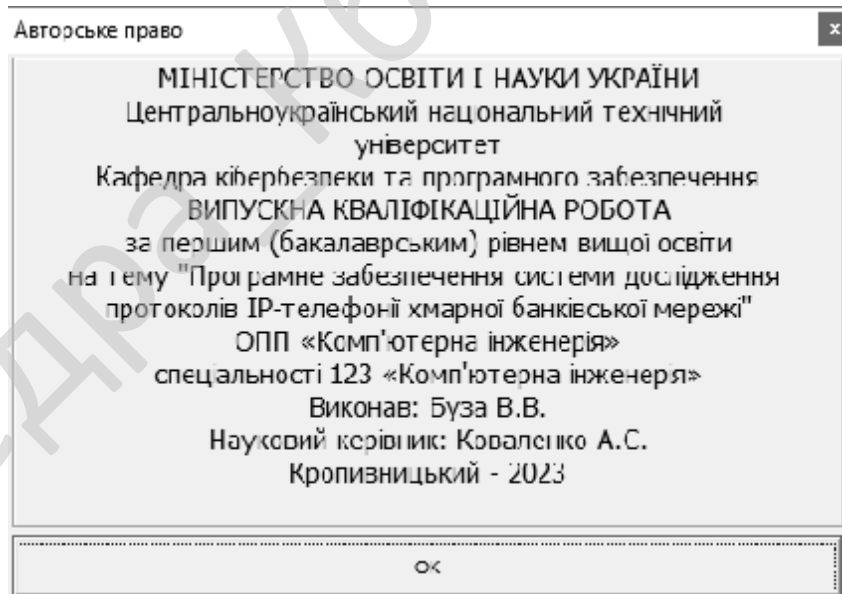 Авторське право
x
МІНІСТЕРСТВО ОСВІТИ І НАУКИ УКРАЇНИ
Центральноукраїнський національний технічний
університет
Кафедра кібербезпеки та програмного забезпечення
ВИПУСКНА КВАЛІФІКАЦІЙНА РОБОТА
за першим (бакалаврським) рівнем вищої освіти
на тему "Програмне забезпечення системи дослідження
протоколів IP-телефонії хмарної банківської мережі"
ОПП «Комп'ютерна інженерія»
спеціальності 123 «Комп'ютерна інженерія»
Виконав: Буза В.В.
Науковий керівник: Коваленко А.С.
Кропивницький - 2023
OK